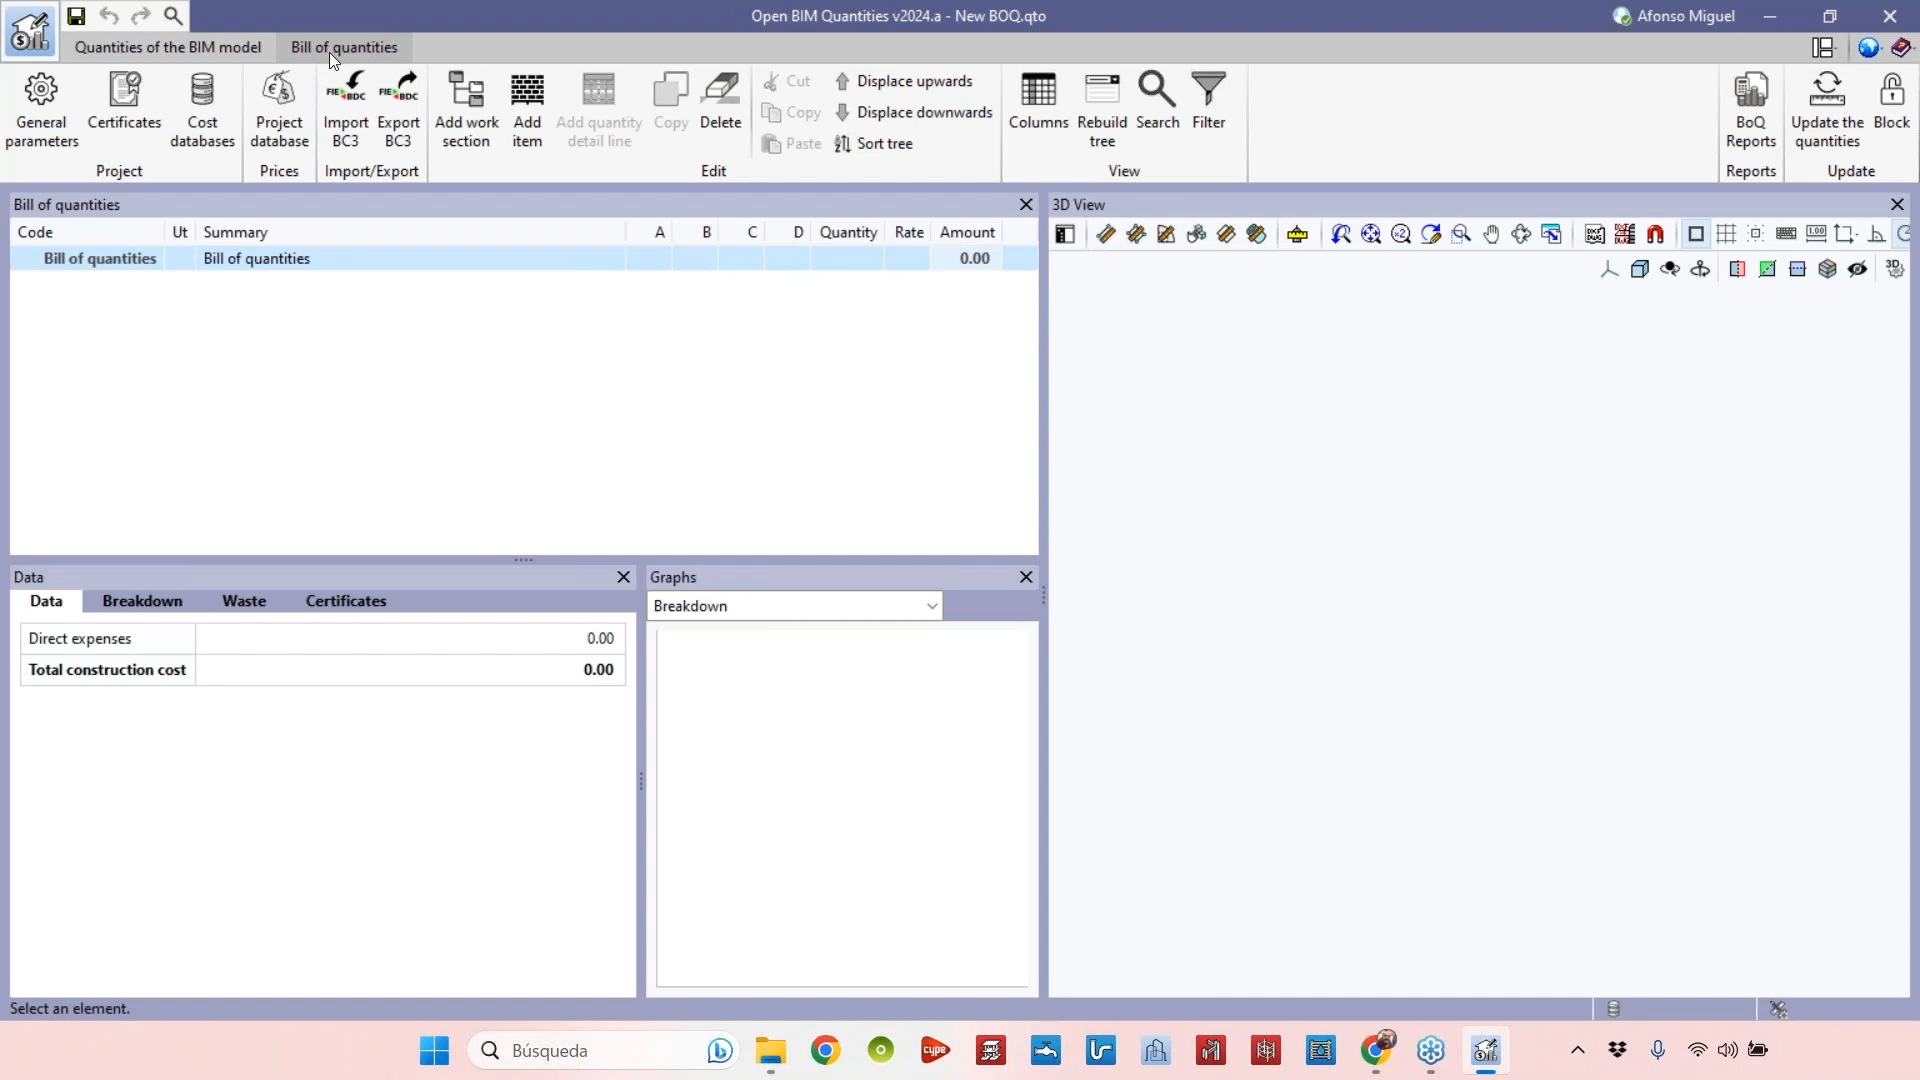 Open BIM Quantities v2024.a - New BOQ.qto
Afonso Miguel
Quantities of the BIM model
Bill of quantities
General parameters
Certificates
Cost databases
Project
Project database
Prices
Import BC3
Export BC3
Import/Export
Add work section
Add item
Add quantity detail line
Copy
Delete
Cut
Copy
Paste
Displace upwards
Displace downwards
Sort tree
Edit
Columns
Rebuild tree
Search
Filter
View
BoQ Reports
Reports
Update the quantities
Block
Update
Bill of quantities
Code Ut Summary A B C D Quantity Rate Amount
Bill of quantities Bill of quantities 0.00
3D View
Data
Data Breakdown Waste Certificates
Direct expenses 0.00
Total construction cost 0.00
Graphs
Breakdown
Select an element.
Búsqueda
cype